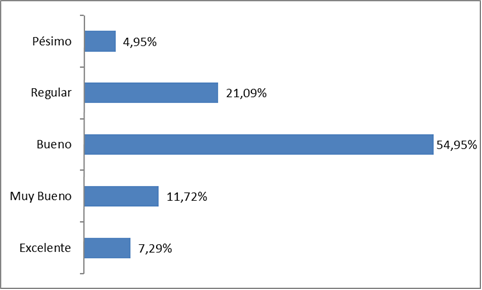 Pésimo 4,95%
Regular 21,09%
Bueno 54,95%
Muy Bueno 11,72%
Excelente 7,29%